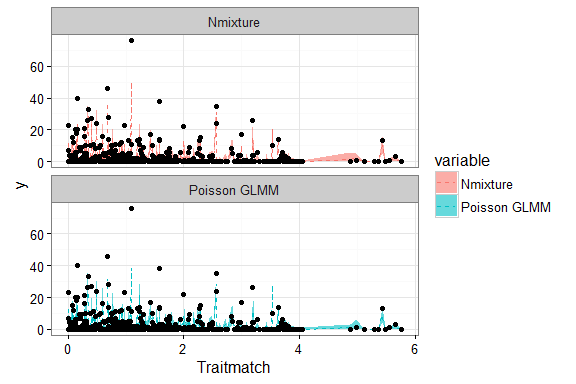 Nmixture
60
40
20
0
Poisson GLMM
60
40
20
0
y
0 2 4 6
Traitmatch
variable
Nmixture
Poisson GLMM